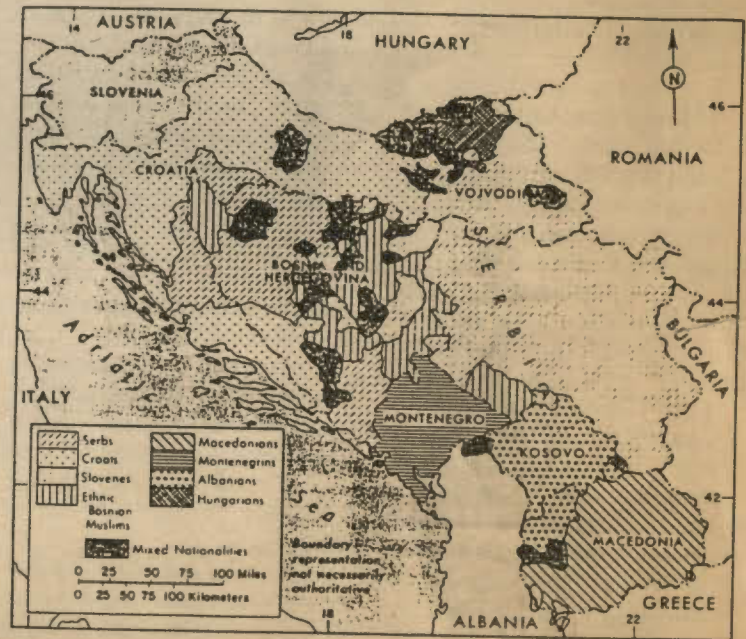 AUSTRIA
14
18
HUNGARY
22
N
46
46
SLOVENIA
ROMANIA
CROATIA
VOJVODI
SERBI
BOSNIA AND
HERCEGOVINA
44
44
Adriatic
Sea
BULGARIA
ITALY
MONTENEGRO
KOSOVO
42
MACEDONIA
ALBANIA
GREECE
18
22
Serbs
Croats
Slovenes
Ethnic
Bosnian
Muslims
Macedonians
Montenegrins
Albanians
Hungarians
Mixed Nationalities
0 25 50 75 100 Miles
0 25 50 75 100 Kilometers
Boundary
representation
not necessarily
authoritative